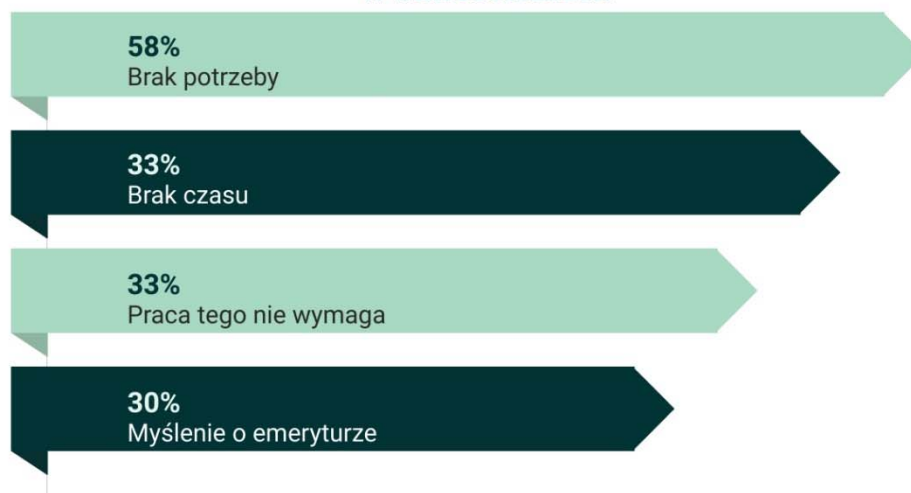 58%
Brak potrzeby
33%
Brak czasu
33%
Praca tego nie wymaga
30%
Myślenie o emeryturze